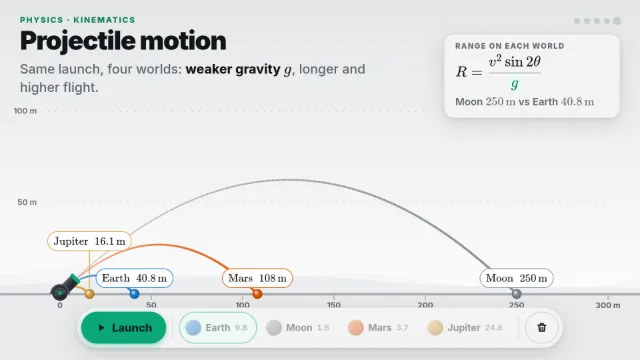 PHYSICS · KINEMATICS
Projectile motion
Same launch, four worlds: weaker gravity g, longer and
higher flight.
RANGE ON EACH WORLD
R = v² sin 2θ / g
Moon 250 m vs Earth 40.8 m
100 m
50 m
Jupiter 16.1 m
Earth 40.8 m
Mars 108 m
Moon 250 m
0 50 100 150 200 250 300 m
Launch
Earth 9.8
Moon 1.6
Mars 3.7
Jupiter 24.8